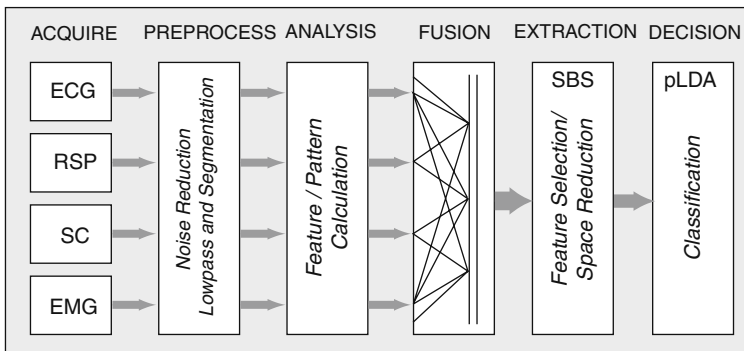 ACQUIRE PREPROCESS ANALYSIS FUSION EXTRACTION DECISION
ECG
RSP
SC
EMG
Noise Reduction
Lowpass and Segmentation
Feature / Pattern
Calculation
SBS
Feature Selection/
Space Reduction
pLDA
Classification